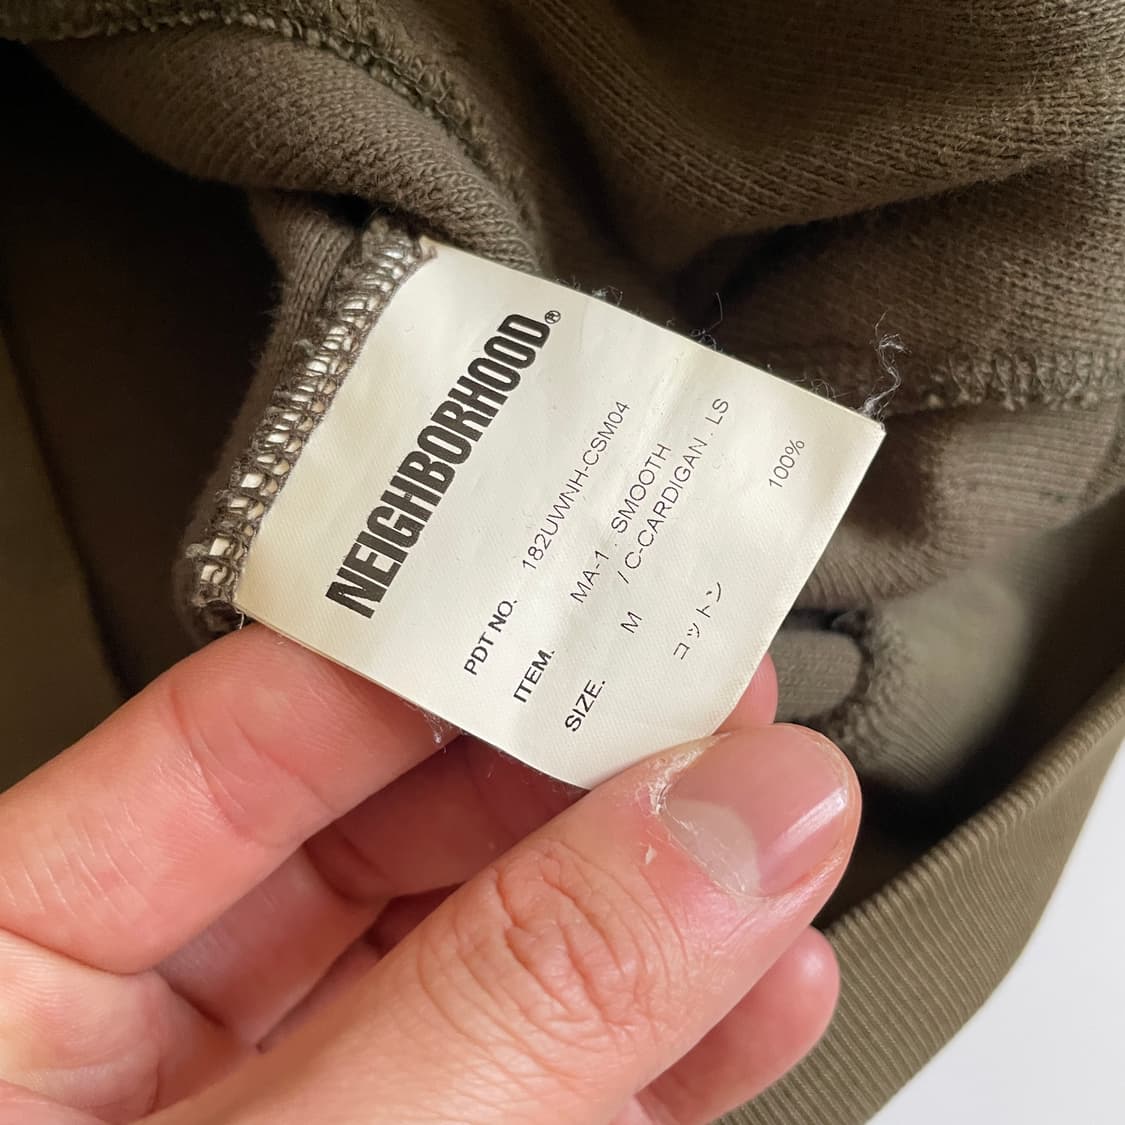 NEIGHBORHOOD®
PDT NO. 182UWNH-CSM04
ITEM. MA-1 . SMOOTH
/ C-CARDIGAN . LS
SIZE. M
コットン 100%